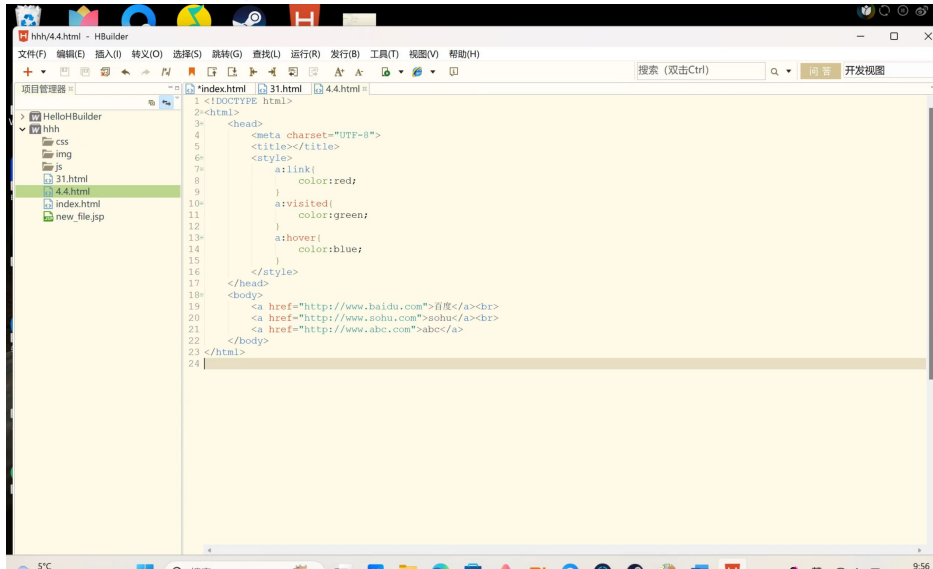 hhh/4.4.html - HBuilder
文件(F) 编辑(E) 插入(I) 转义(O) 选择(S) 跳转(G) 查找(L) 运行(R) 发行(B) 工具(T) 视图(V) 帮助(H)
搜索（双击Ctrl） 问 答 开发视图
项目管理器 *index.html 31.html 4.4.html
HelloHBuilder
hhh
css
img
js
31.html
4.4.html
index.html
new_file.jsp
1 <!DOCTYPE html>
2 <html>
3 <head>
4 <meta charset="UTF-8">
5 <title></title>
6 <style>
7 a:link{
8 color:red;
9 }
10 a:visited{
11 color:green;
12 }
13 a:hover{
14 color:blue;
15 }
16 </style>
17 </head>
18 <body>
19 <a href="http://www.baidu.com">百度</a><br>
20 <a href="http://www.sohu.com">sohu</a><br>
21 <a href="http://www.abc.com">abc</a>
22 </body>
23 </html>
24
5°C 9:56